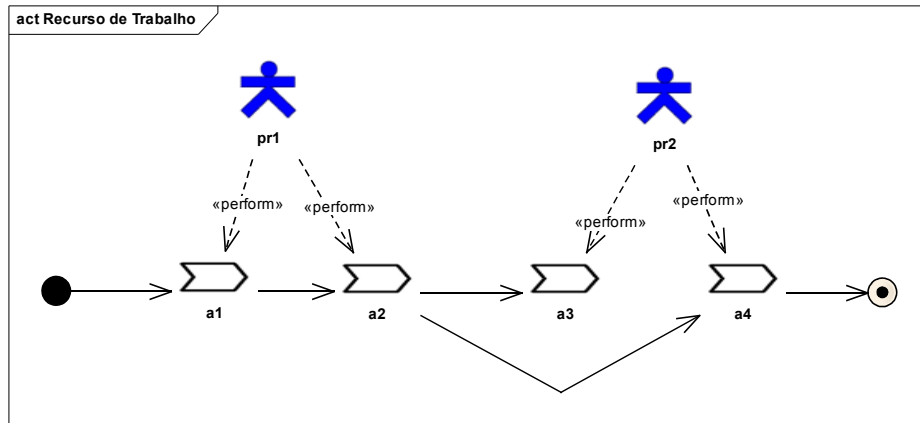 act Recurso de Trabalho
pr1
pr2
«perform»
«perform»
«perform»
«perform»
a1
a2
a3
a4